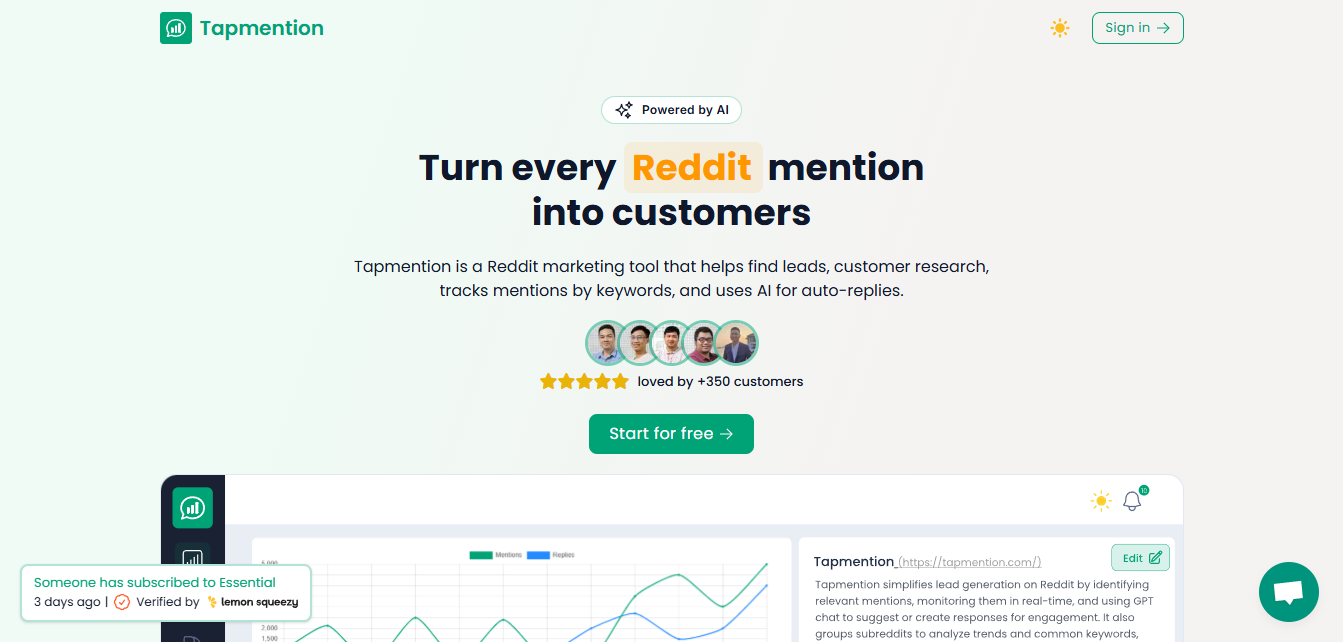 Tapmention
Sign in →
Powered by AI
Turn every Reddit mention
into customers
Tapmention is a Reddit marketing tool that helps find leads, customer research,
tracks mentions by keywords, and uses AI for auto-replies.
loved by +350 customers
Start for free →
10
Mentions Replies
5,000
2,000
1,500
Tapmention (https://tapmention.com/)
Edit
Tapmention simplifies lead generation on Reddit by identifying
relevant mentions, monitoring them in real-time, and using GPT
chat to suggest or create responses for engagement. It also
groups subreddits to analyze trends and common keywords,
Someone has subscribed to Essential
3 days ago | Verified by lemon squeezy